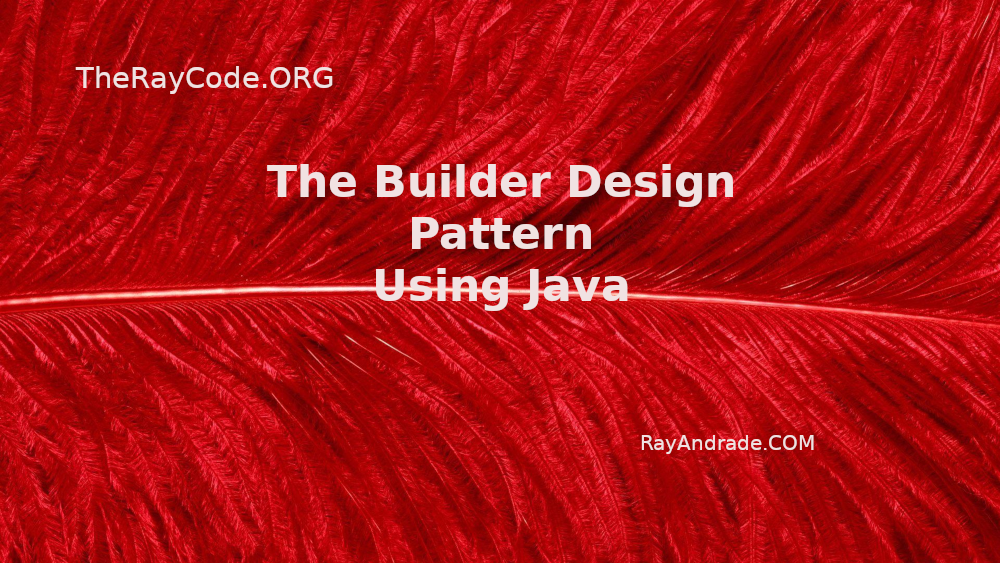 TheRayCode.ORG
The Builder Design
Pattern
Using Java
RayAndrade.COM